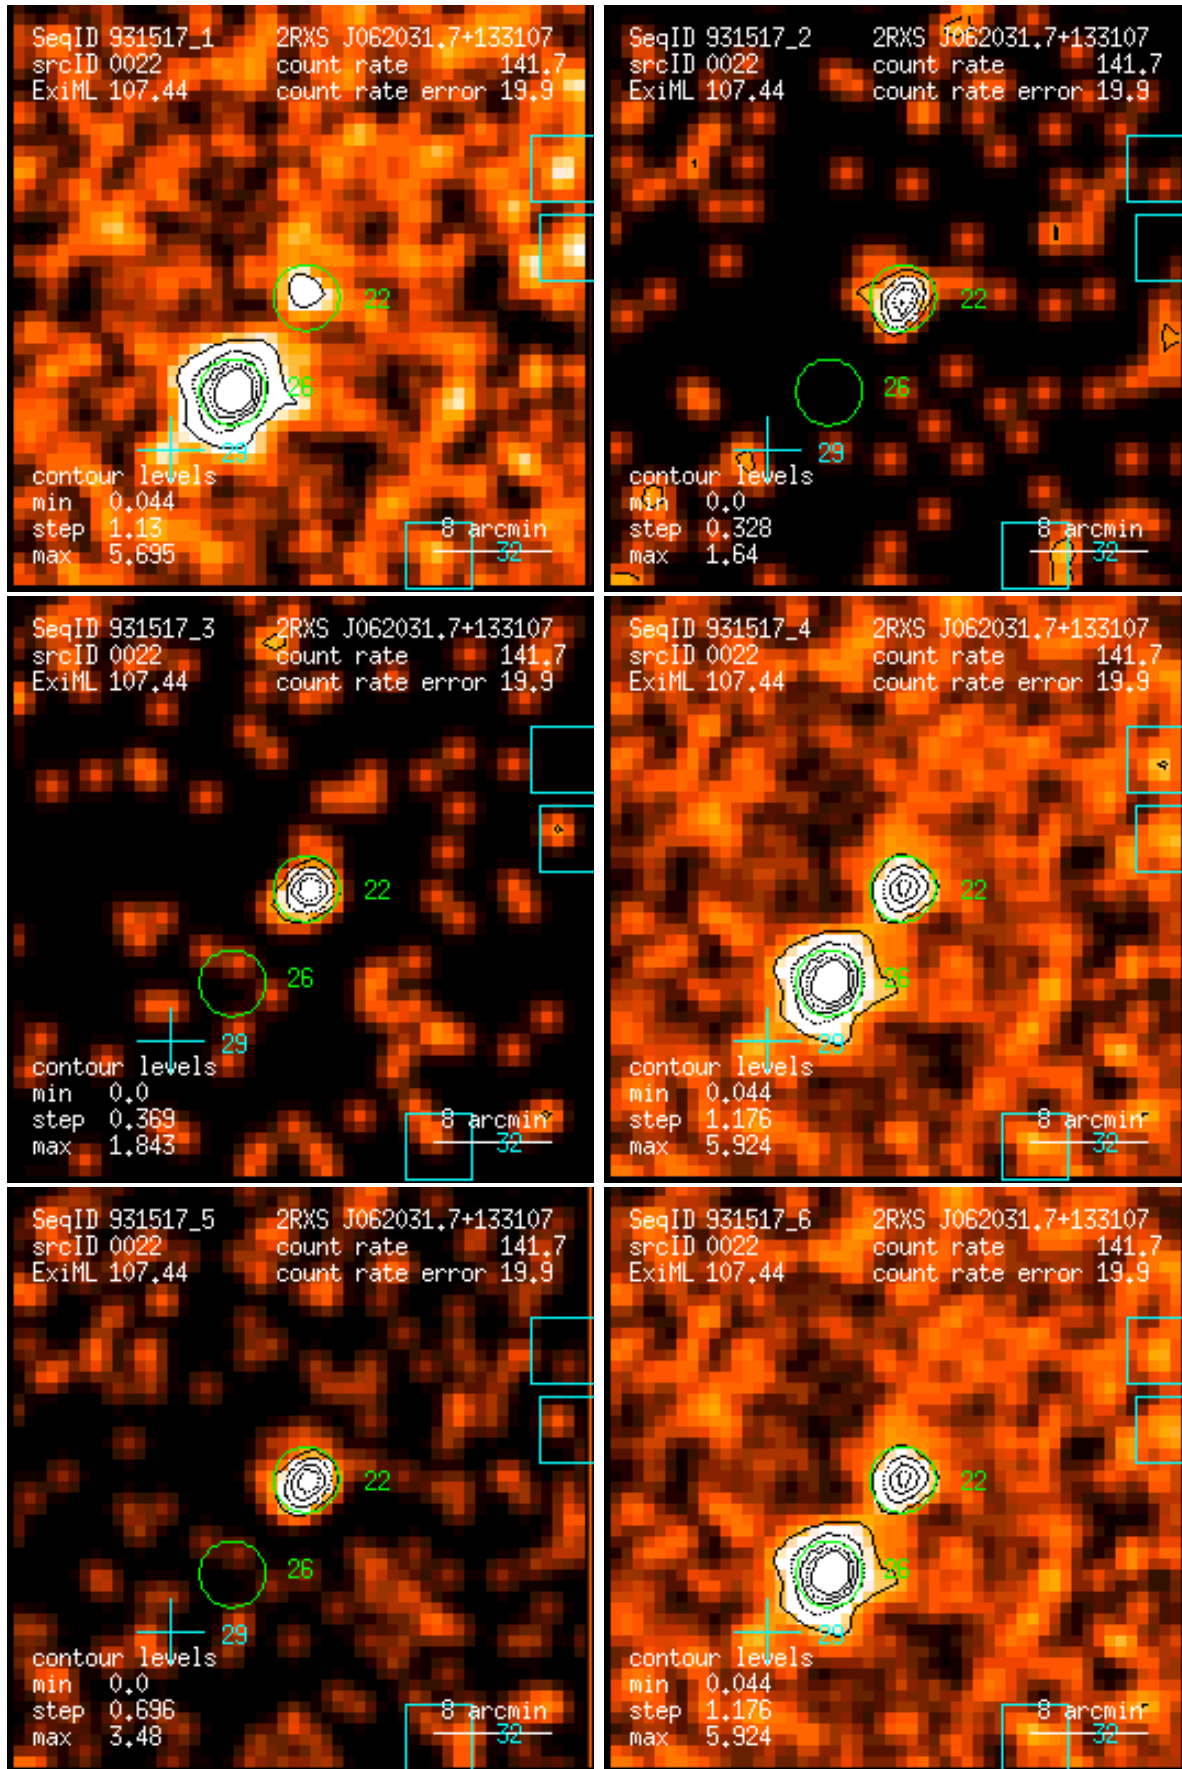 SeqID 931517_1 2RXS J062031.7+133107
srcID 0022 count rate 141.7
ExiML 107.44 count rate error 19.9
22
26
29
contour levels
min 0.044
step 1.13 8 arcmin
max 5.695 32
SeqID 931517_2 2RXS J062031.7+133107
srcID 0022 count rate 141.7
ExiML 107.44 count rate error 19.9
22
26
29
contour levels
min 0.0
step 0.328 8 arcmin
max 1.64 32
SeqID 931517_3 2RXS J062031.7+133107
srcID 0022 count rate 141.7
ExiML 107.44 count rate error 19.9
22
26
29
contour levels
min 0.0
step 0.369 8 arcmin
max 1.843 32
SeqID 931517_4 2RXS J062031.7+133107
srcID 0022 count rate 141.7
ExiML 107.44 count rate error 19.9
22
26
29
contour levels
min 0.044
step 1.176 8 arcmin
max 5.924 32
SeqID 931517_5 2RXS J062031.7+133107
srcID 0022 count rate 141.7
ExiML 107.44 count rate error 19.9
22
26
29
contour levels
min 0.0
step 0.696 8 arcmin
max 3.48 32
SeqID 931517_6 2RXS J062031.7+133107
srcID 0022 count rate 141.7
ExiML 107.44 count rate error 19.9
22
26
29
contour levels
min 0.044
step 1.176 8 arcmin
max 5.924 32